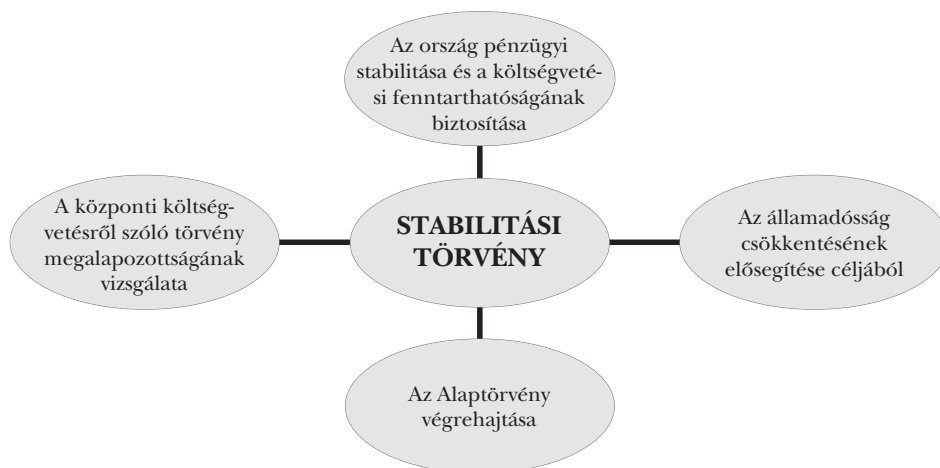 Az ország pénzügyi
stabilitása és a költségveté-
si fenntarthatóságának
biztosítása
A központi költség-
vetésről szóló törvény
megalapozottságának
vizsgálata
STABILITÁSI
TÖRVÉNY
Az államadósság
csökkentésének
elősegítése céljából
Az Alaptörvény
végrehajtása